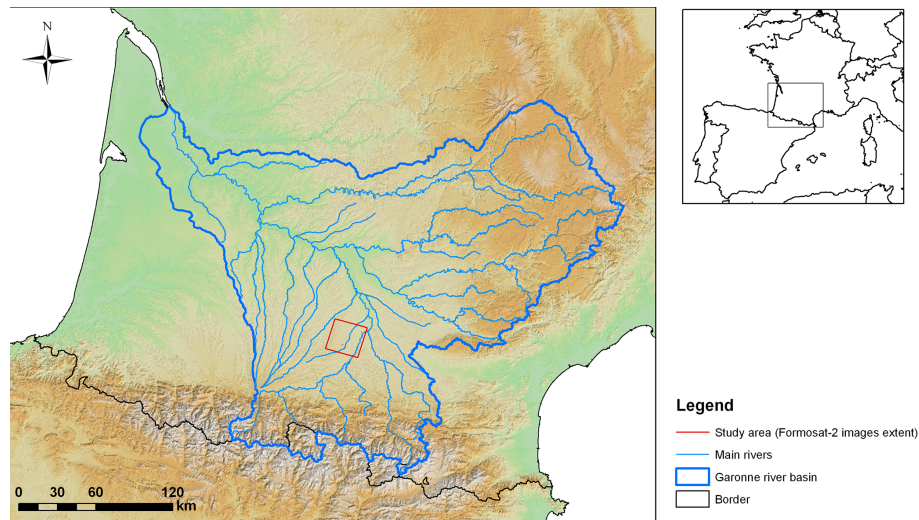 N
0 30 60 120
km
Legend
Study area (Formosat-2 images extent)
Main rivers
Garonne river basin
Border